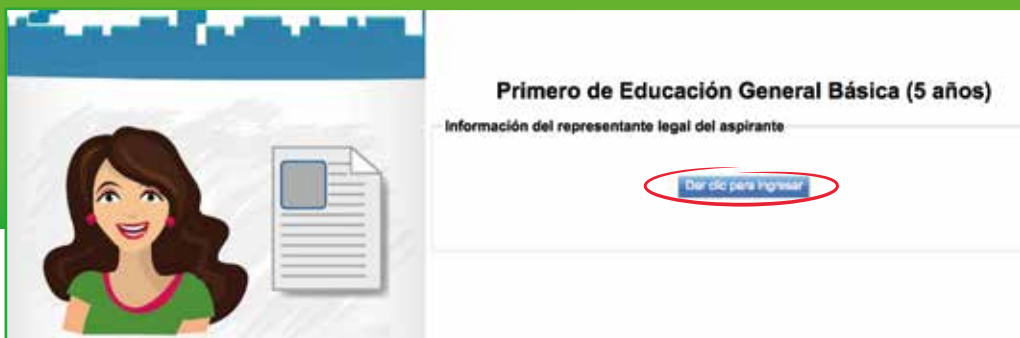 Primero de Educación General Básica (5 años)
Información del representante legal del aspirante
Dar clic para ingresar